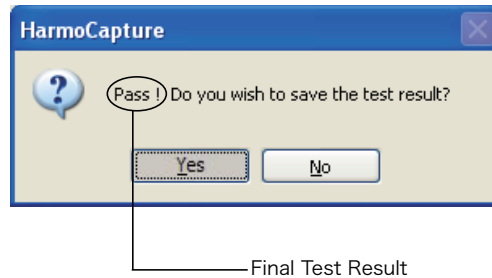 HarmoCapture
Pass ! Do you wish to save the test result?
Yes
No
Final Test Result